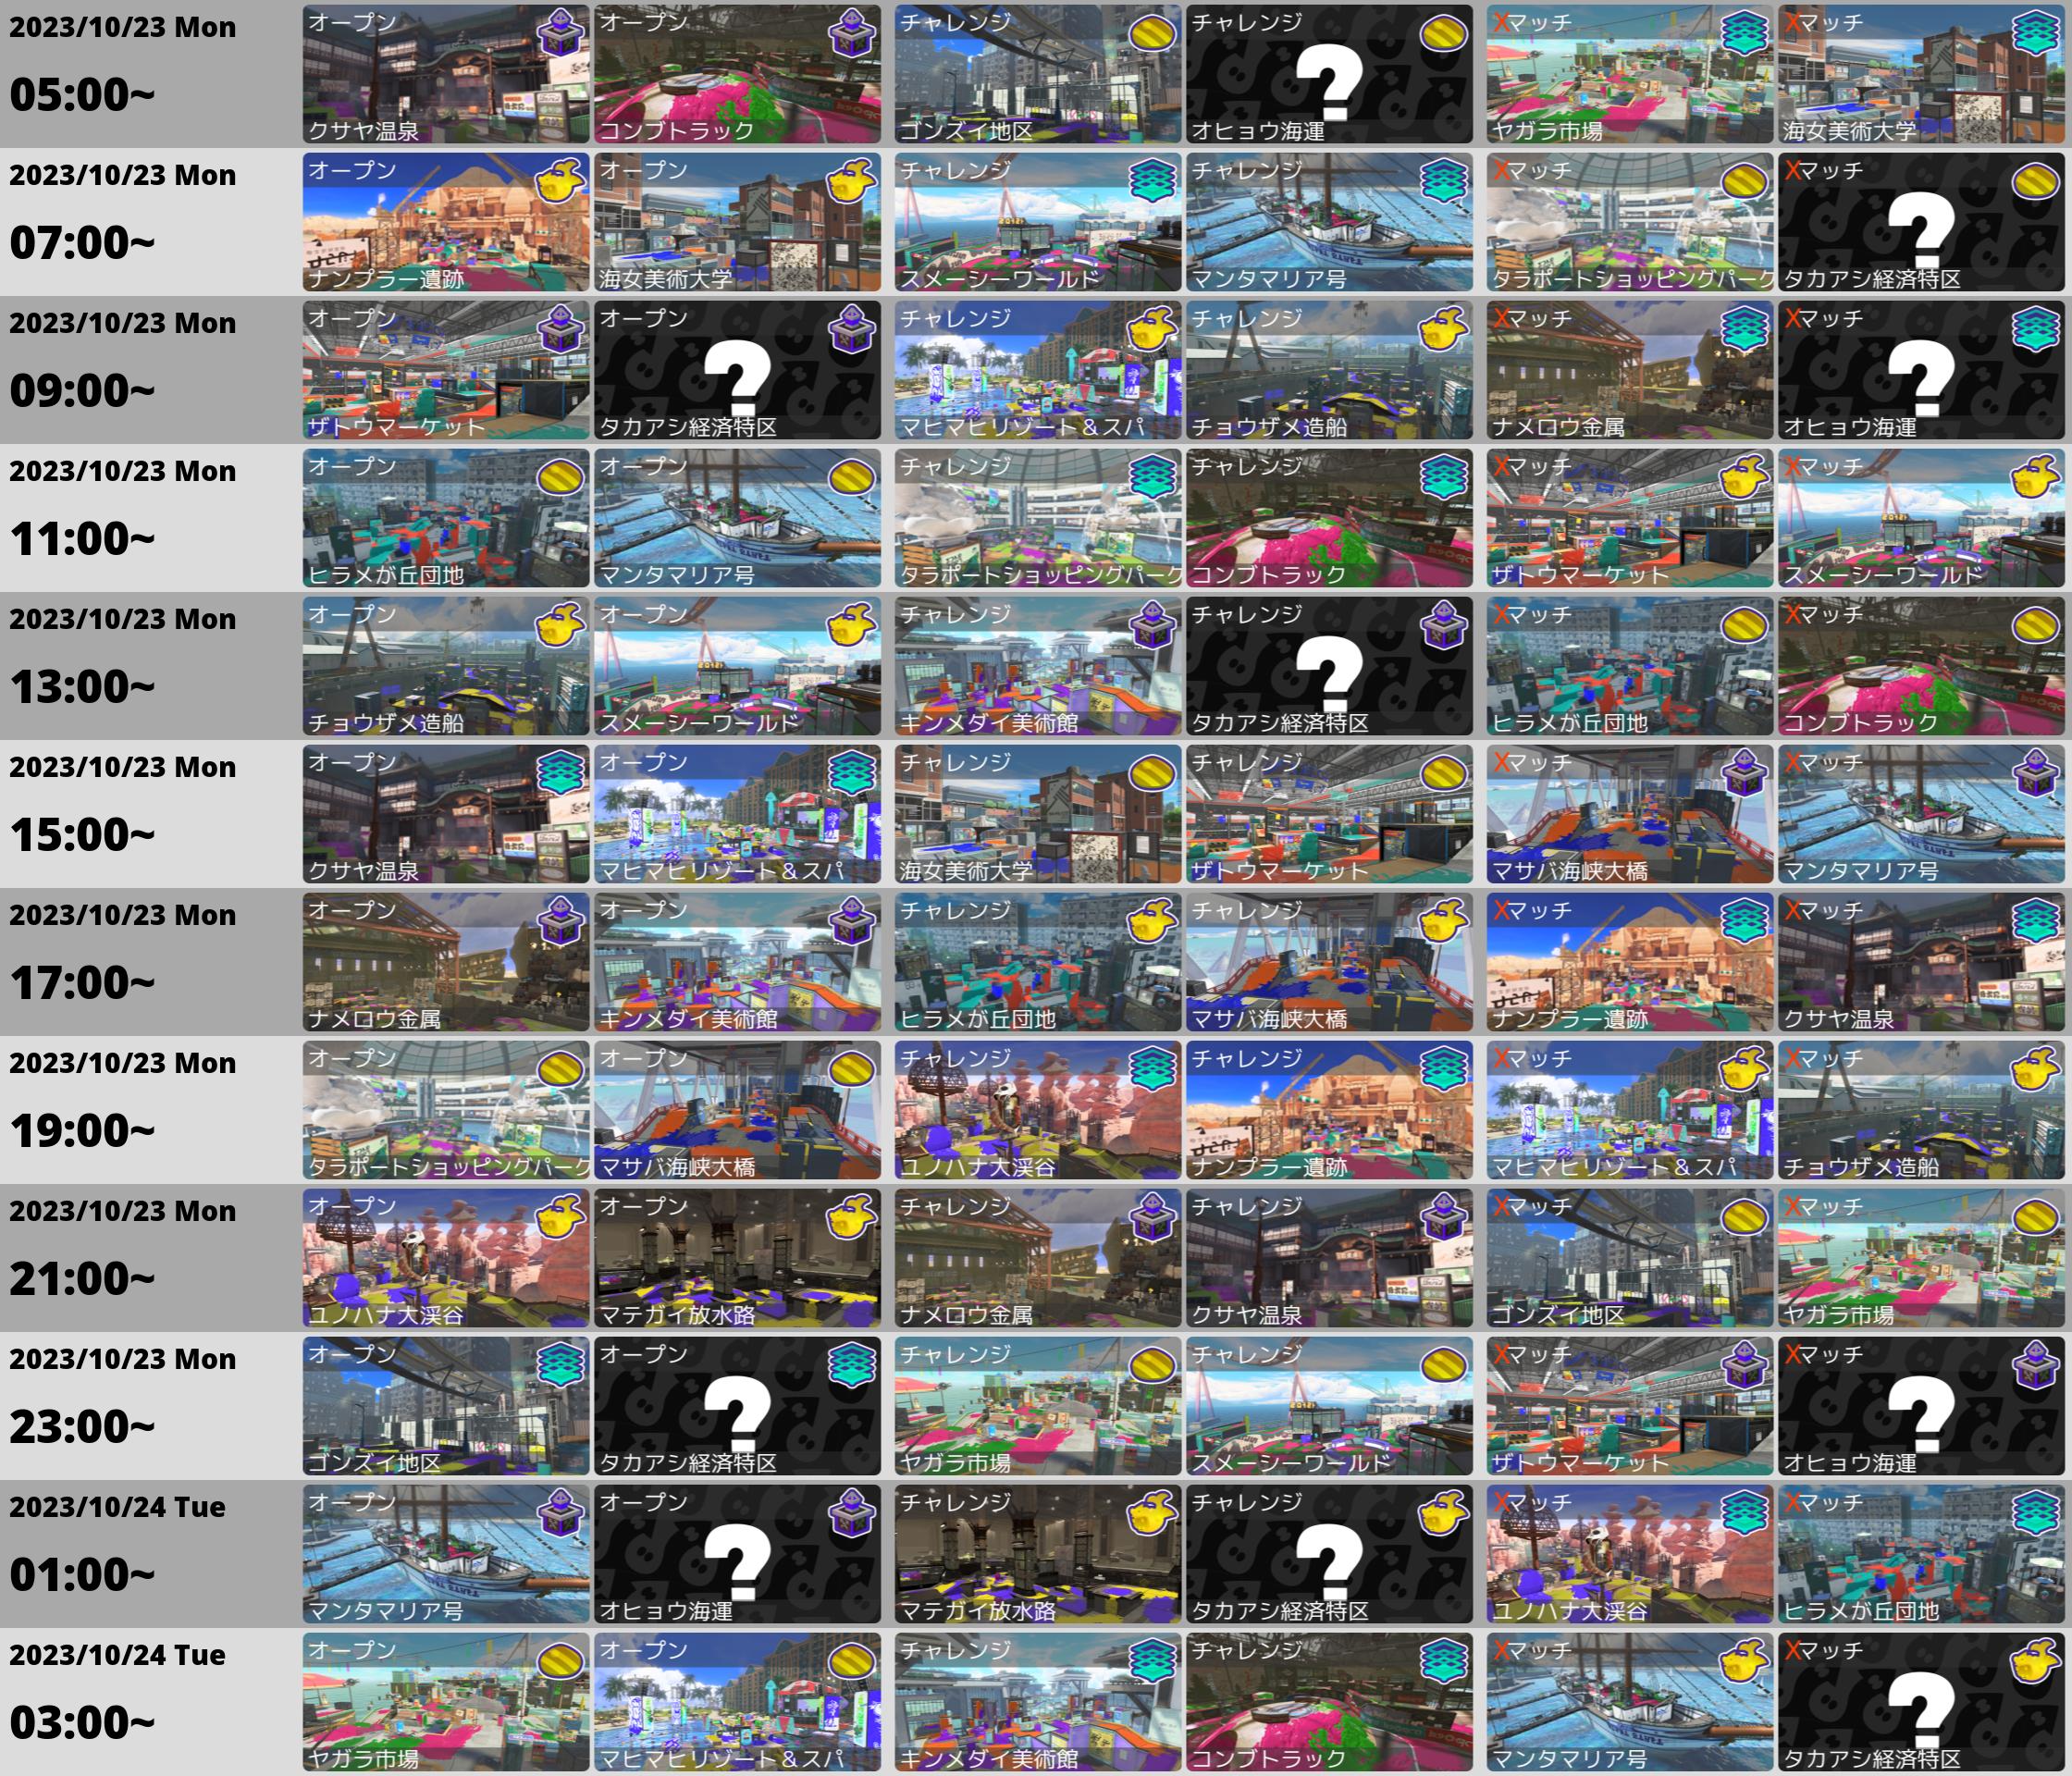 2023/10/23 Mon
05:00~
オープン
クサヤ温泉
オープン
コンブトラック
チャレンジ
ゴンズイ地区
チャレンジ
?
オヒョウ海運
Xマッチ
ヤガラ市場
Xマッチ
海女美術大学
2023/10/23 Mon
07:00~
オープン
ナンプラー遺跡
オープン
海女美術大学
チャレンジ
スメーシーワールド
チャレンジ
マンタマリア号
Xマッチ
タラポートショッピングパーク
Xマッチ
?
タカアシ経済特区
2023/10/23 Mon
09:00~
オープン
ザトウマーケット
オープン
?
タカアシ経済特区
チャレンジ
マヒマヒリゾート&スパ
チャレンジ
チョウザメ造船
Xマッチ
ナメロウ金属
Xマッチ
?
オヒョウ海運
2023/10/23 Mon
11:00~
オープン
ヒラメが丘団地
オープン
マンタマリア号
チャレンジ
タラポートショッピングパーク
チャレンジ
コンブトラック
Xマッチ
ザトウマーケット
Xマッチ
スメーシーワールド
2023/10/23 Mon
13:00~
オープン
チョウザメ造船
オープン
スメーシーワールド
チャレンジ
キンメダイ美術館
チャレンジ
?
タカアシ経済特区
Xマッチ
ヒラメが丘団地
Xマッチ
コンブトラック
2023/10/23 Mon
15:00~
オープン
クサヤ温泉
オープン
マヒマヒリゾート&スパ
チャレンジ
海女美術大学
チャレンジ
ザトウマーケット
Xマッチ
マサバ海峡大橋
Xマッチ
マンタマリア号
2023/10/23 Mon
17:00~
オープン
ナメロウ金属
オープン
キンメダイ美術館
チャレンジ
ヒラメが丘団地
チャレンジ
マサバ海峡大橋
Xマッチ
ナンプラー遺跡
Xマッチ
クサヤ温泉
2023/10/23 Mon
19:00~
オープン
タラポートショッピングパーク
オープン
マサバ海峡大橋
チャレンジ
ユノハナ大渓谷
チャレンジ
ナンプラー遺跡
Xマッチ
マヒマヒリゾート&スパ
Xマッチ
チョウザメ造船
2023/10/23 Mon
21:00~
オープン
ユノハナ大渓谷
オープン
マテガイ放水路
チャレンジ
ナメロウ金属
チャレンジ
クサヤ温泉
Xマッチ
ゴンズイ地区
Xマッチ
ヤガラ市場
2023/10/23 Mon
23:00~
オープン
ゴンズイ地区
オープン
?
タカアシ経済特区
チャレンジ
ヤガラ市場
チャレンジ
スメーシーワールド
Xマッチ
ザトウマーケット
Xマッチ
?
オヒョウ海運
2023/10/24 Tue
01:00~
オープン
マンタマリア号
オープン
?
オヒョウ海運
チャレンジ
マテガイ放水路
チャレンジ
?
タカアシ経済特区
Xマッチ
ユノハナ大渓谷
Xマッチ
ヒラメが丘団地
2023/10/24 Tue
03:00~
オープン
ヤガラ市場
オープン
マヒマヒリゾート&スパ
チャレンジ
キンメダイ美術館
チャレンジ
コンブトラック
Xマッチ
マンタマリア号
Xマッチ
?
タカアシ経済特区